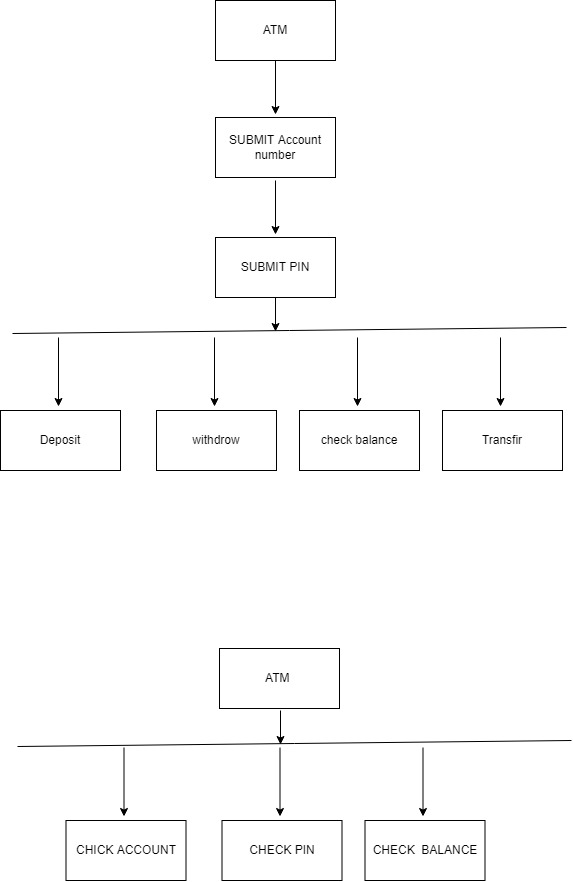 ATM
SUBMIT Account
number
SUBMIT PIN
Deposit
withdrow
check balance
Transfir
ATM
CHICK ACCOUNT
CHECK PIN
CHECK BALANCE